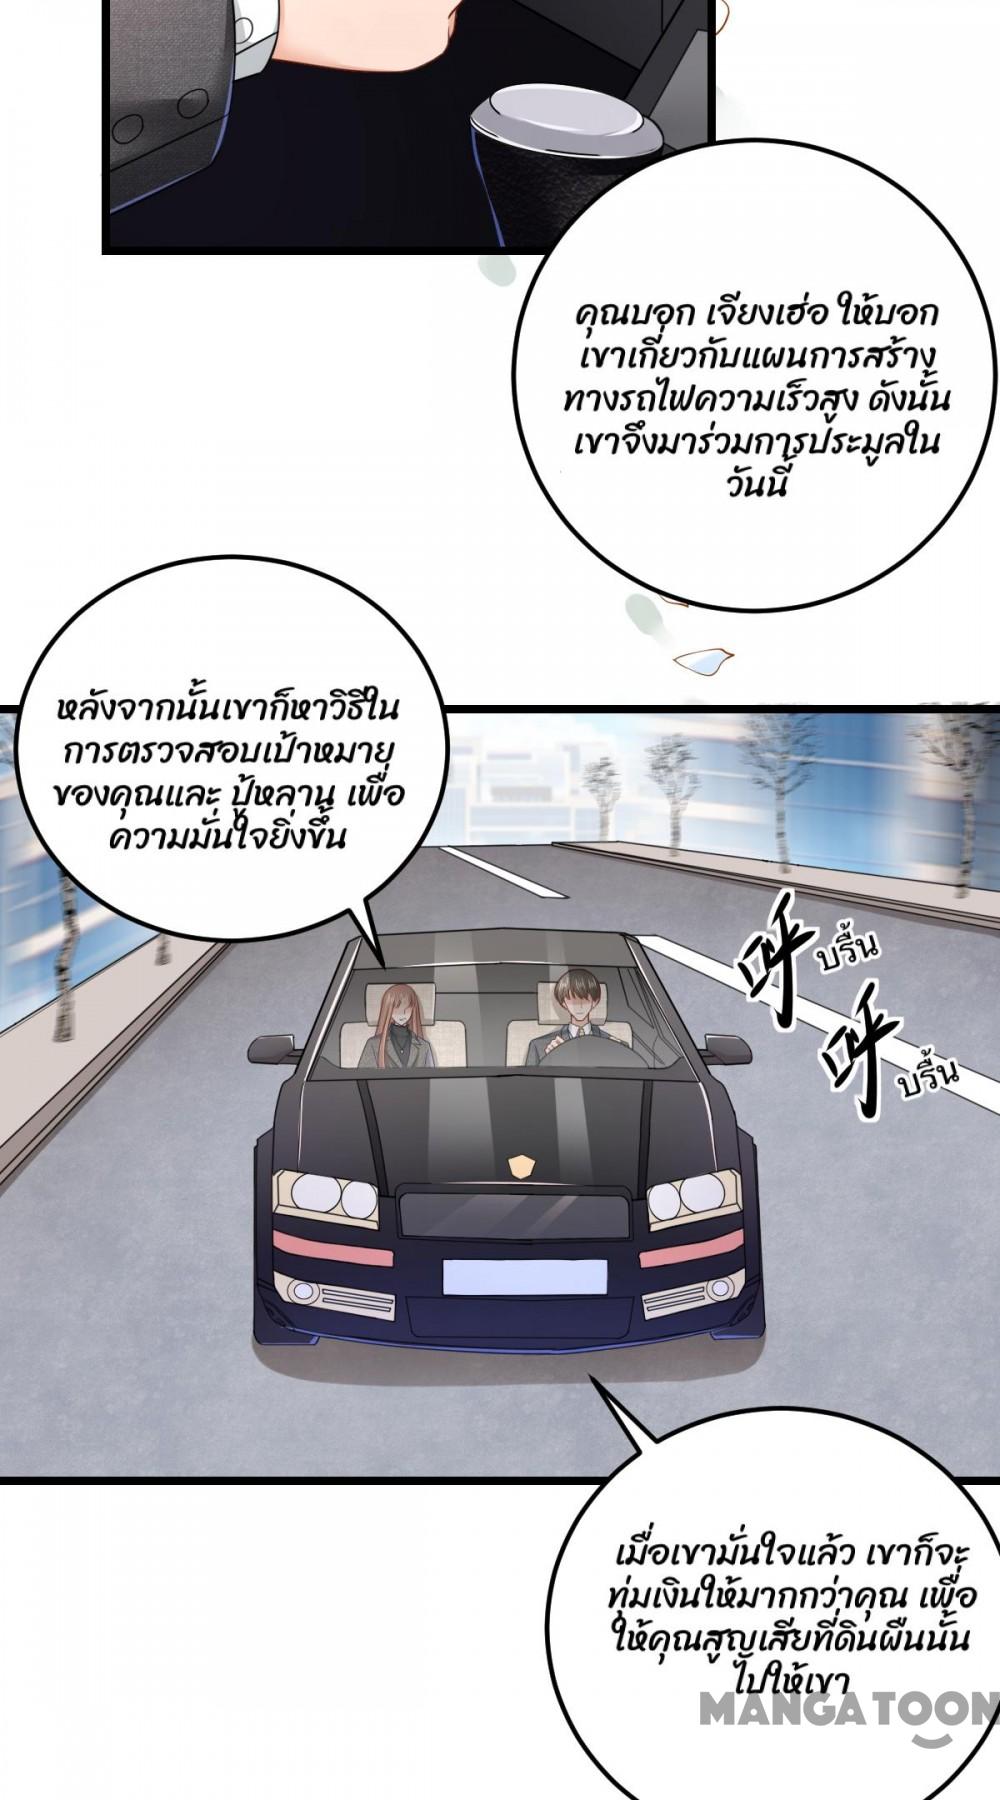 คุณบอก เจียงเฮ่อ ให้บอก
เขาเกี่ยวกับแผนการสร้าง
ทางรถไฟความเร็วสูง ดังนั้น
เขาจึงมาร่วมการประมูลใน
วันนี้
หลังจากนั้นเขาก็หาวิธีใน
การตรวจสอบเป้าหมาย
ของคุณและ ปู้หลาน เพื่อ
ความมั่นใจยิ่งขึ้น
呼 บรื้น
呼 บรื้น
เมื่อเขามั่นใจแล้ว เขาก็จะ
ทุ่มเงินให้มากกว่าคุณ เพื่อ
ให้คุณสูญเสียที่ดินผืนนั้น
ไปให้เขา
MANGATOON